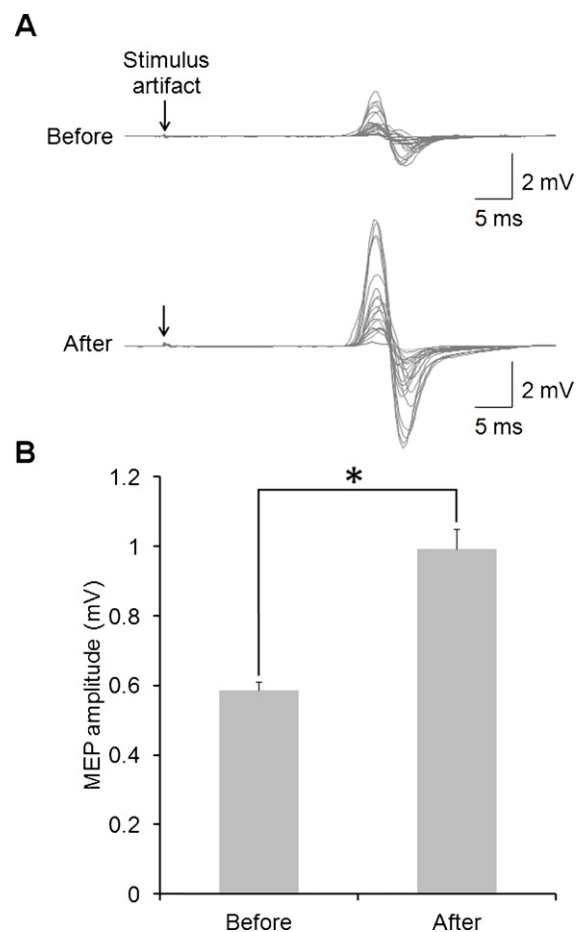 A
Stimulus
artifact
Before
2 mV
5 ms
After
2 mV
5 ms
B
MEP amplitude (mV)
1.2
1
0.8
0.6
0.4
0.2
0
*
Before
After